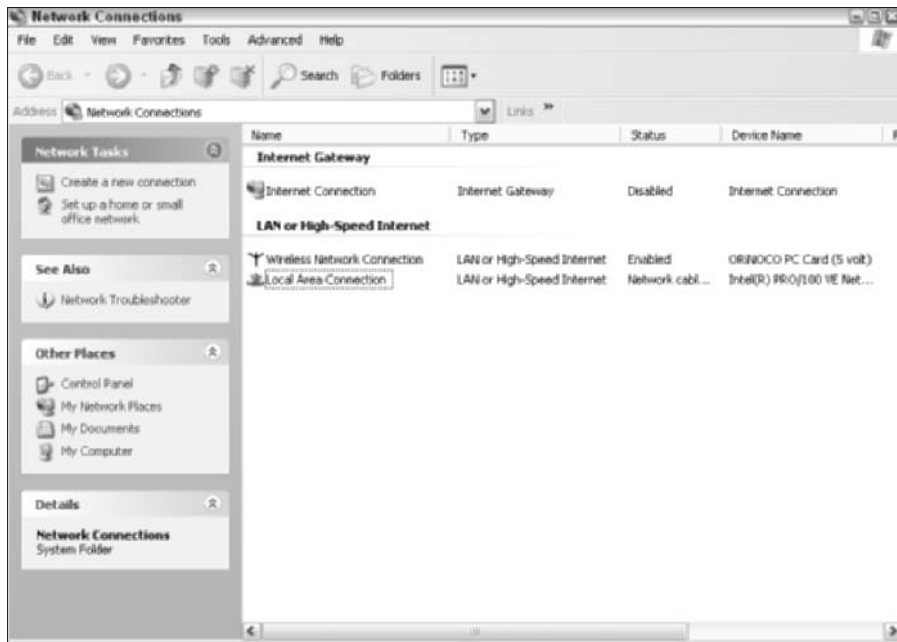 Network Connections
File Edit View Favorites Tools Advanced Help
Back Search Folders
Address Network Connections Links
Network Tasks
Create a new connection
Set up a home or small
office network
See Also
Network Troubleshooter
Other Places
Control Panel
My Network Places
My Documents
My Computer
Details
Network Connections
System Folder
Name Type Status Device Name
Internet Gateway
Internet Connection Internet Gateway Disabled Internet Connection
LAN or High-Speed Internet
Wireless Network Connection LAN or High-Speed Internet Enabled ORiNOCO PC Card (5 volt)
Local Area Connection LAN or High-Speed Internet Network cabl... Intel(R) PRO/100 VE Net...